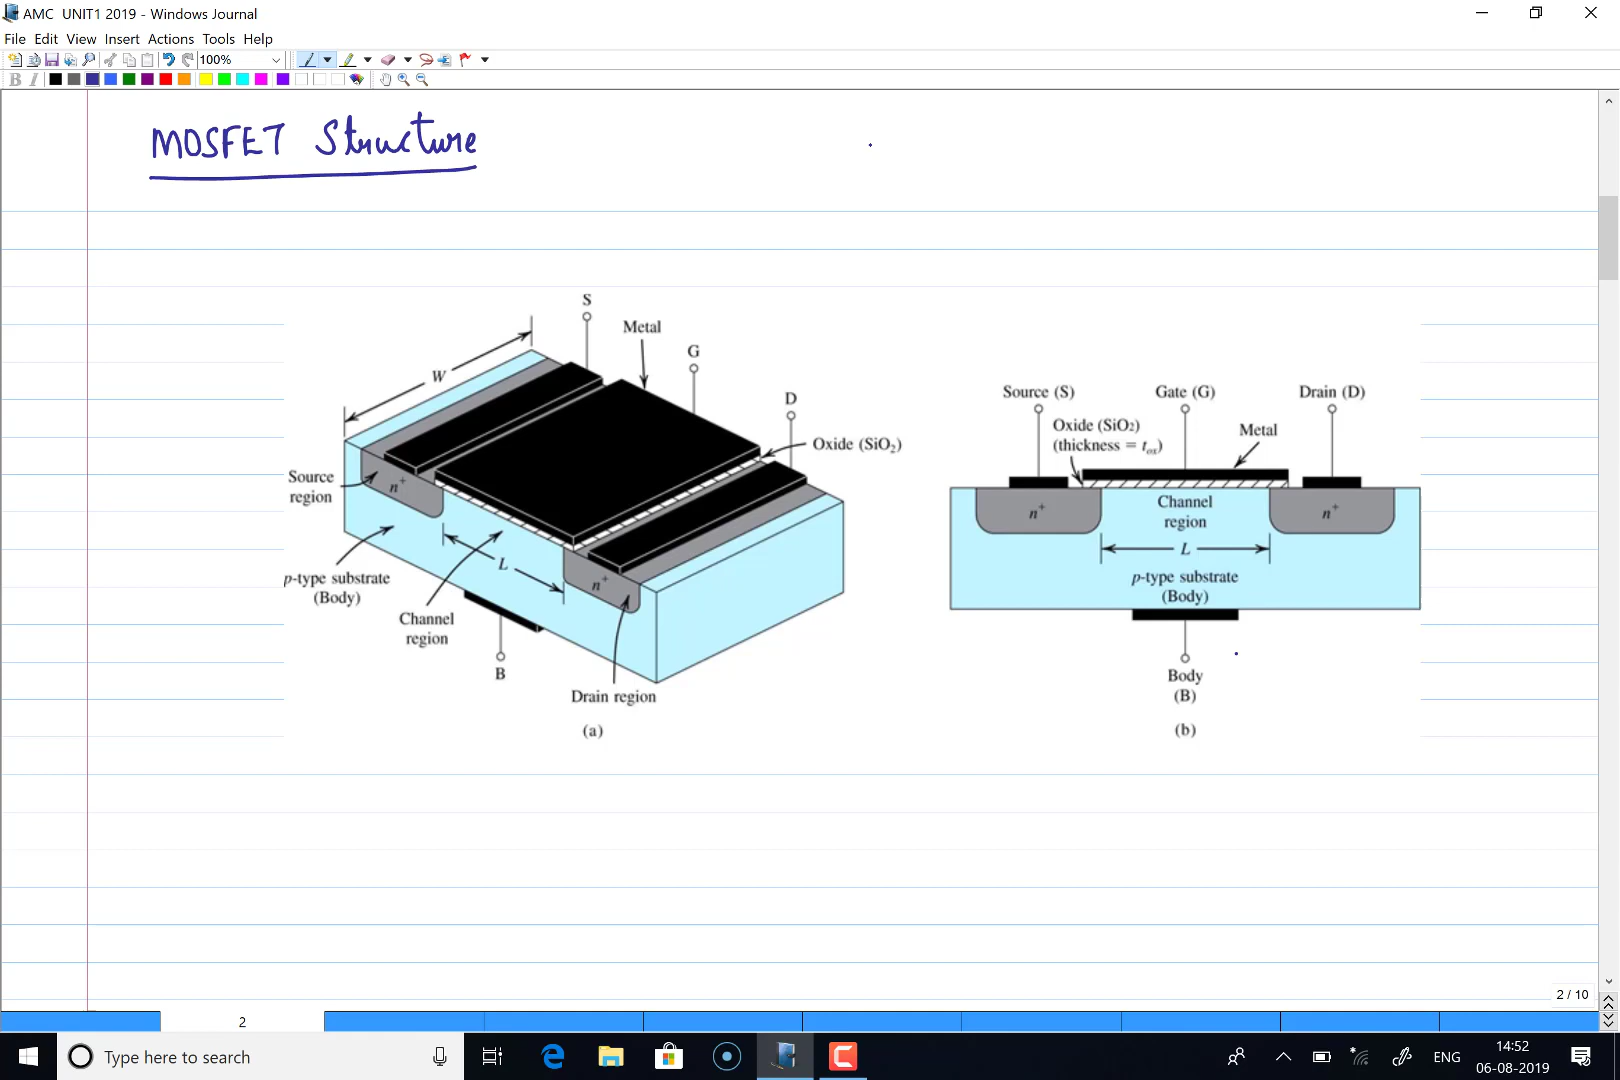 AMC UNIT1 2019 - Windows Journal
File Edit View Insert Actions Tools Help
100%
B I
MOSFET Structure
S
Metal
G
W
D
Oxide (SiO₂)
Source
region
n⁺
L
n⁺
p-type substrate
(Body)
Channel
region
B
Drain region
(a)
Source (S)
Gate (G)
Drain (D)
Oxide (SiO₂)
(thickness = tₒₓ)
Metal
n⁺
Channel
region
n⁺
L
p-type substrate
(Body)
Body
(B)
(b)
2 / 10
2
Type here to search
ENG
14:52
06-08-2019